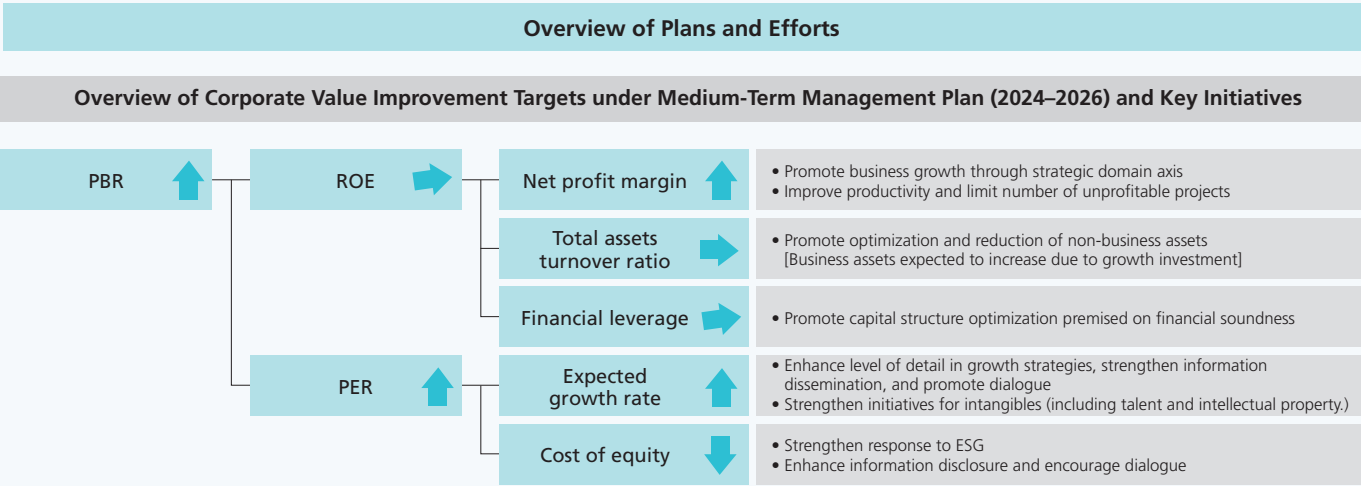 Overview of Plans and Efforts
Overview of Corporate Value Improvement Targets under Medium-Term Management Plan (2024–2026) and Key Initiatives
PBR
ROE
Net profit margin
• Promote business growth through strategic domain axis
• Improve productivity and limit number of unprofitable projects
Total assets
turnover ratio
• Promote optimization and reduction of non-business assets
[Business assets expected to increase due to growth investment]
Financial leverage
• Promote capital structure optimization premised on financial soundness
PER
Expected
growth rate
• Enhance level of detail in growth strategies, strengthen information
dissemination, and promote dialogue
• Strengthen initiatives for intangibles (including talent and intellectual property.)
Cost of equity
• Strengthen response to ESG
• Enhance information disclosure and encourage dialogue